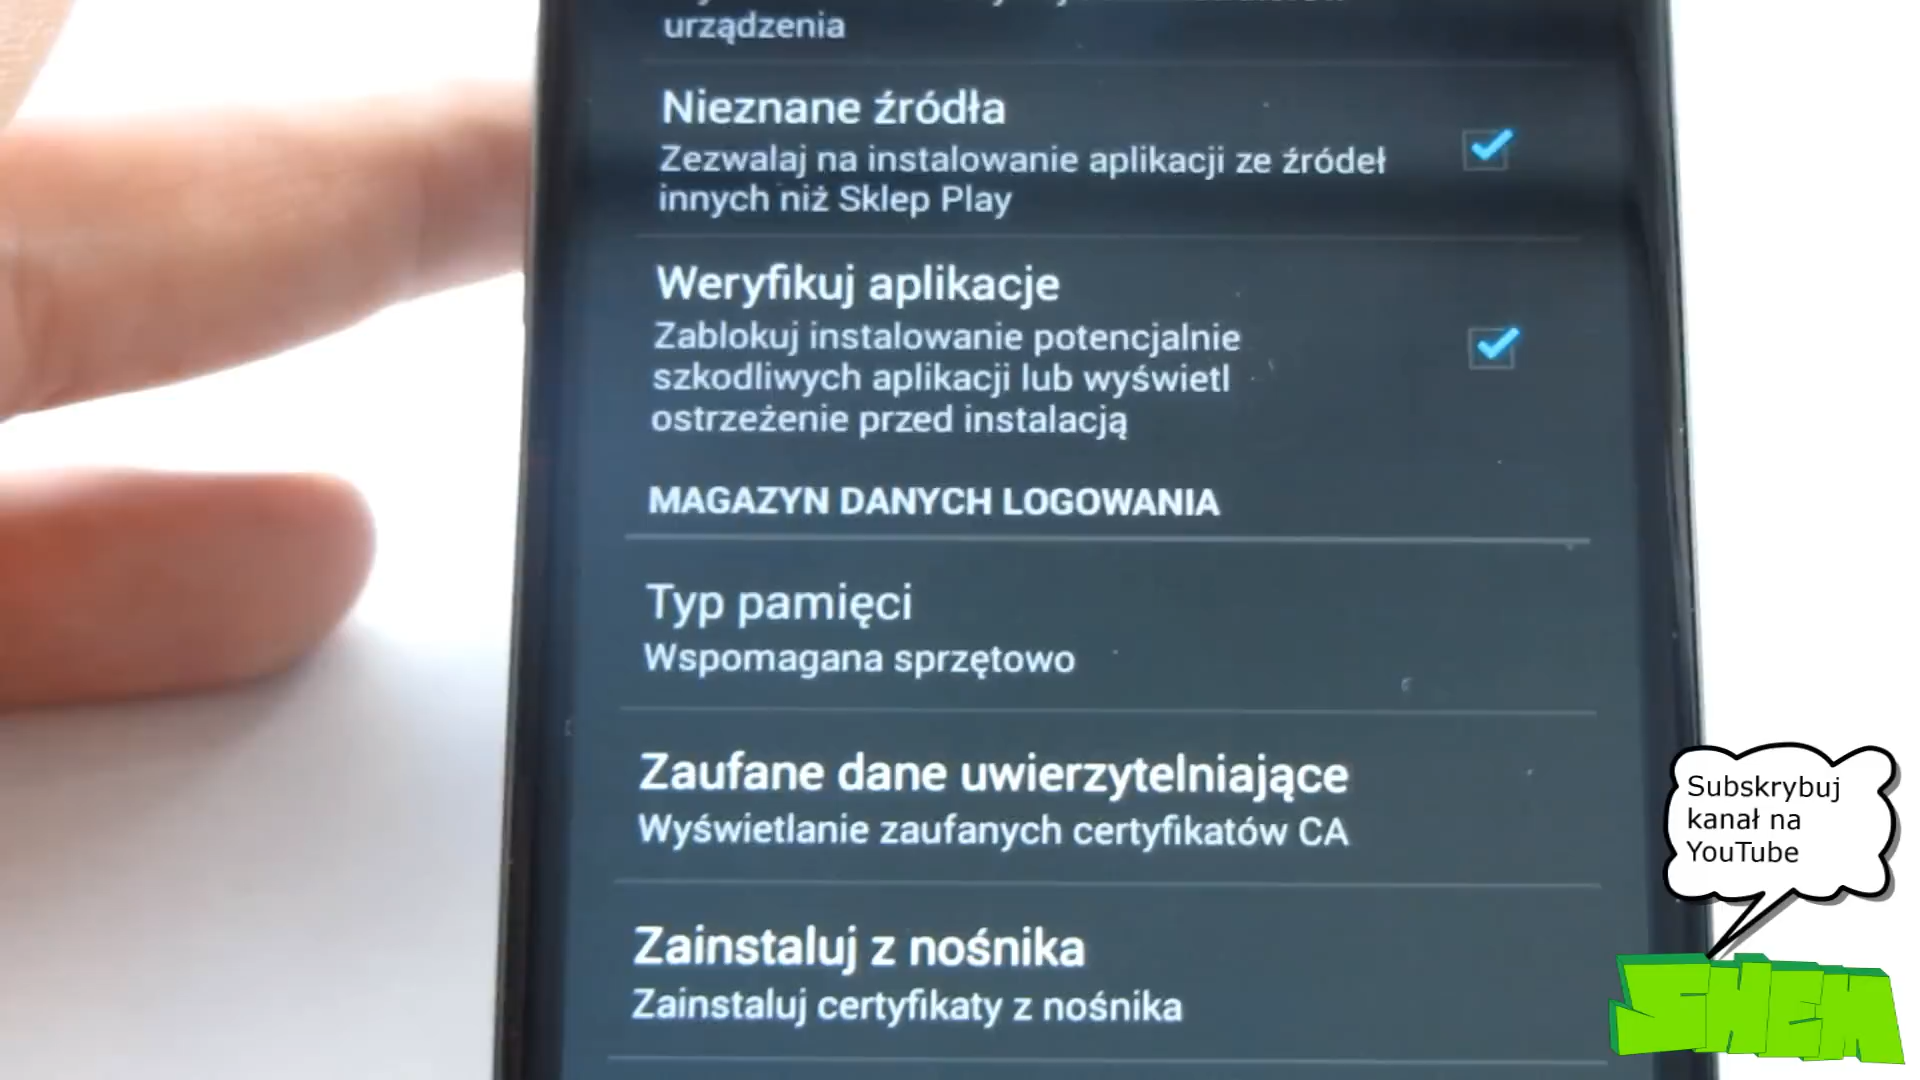 urządzenia
Nieznane źródła
Zezwalaj na instalowanie aplikacji ze źródeł
innych niż Sklep Play
Weryfikuj aplikacje
Zablokuj instalowanie potencjalnie
szkodliwych aplikacji lub wyświetl
ostrzeżenie przed instalacją
MAGAZYN DANYCH LOGOWANIA
Typ pamięci
Wspomagana sprzętowo
Zaufane dane uwierzytelniające
Wyświetlanie zaufanych certyfikatów CA
Zainstaluj z nośnika
Zainstaluj certyfikaty z nośnika
Subskrybuj
kanał na
YouTube